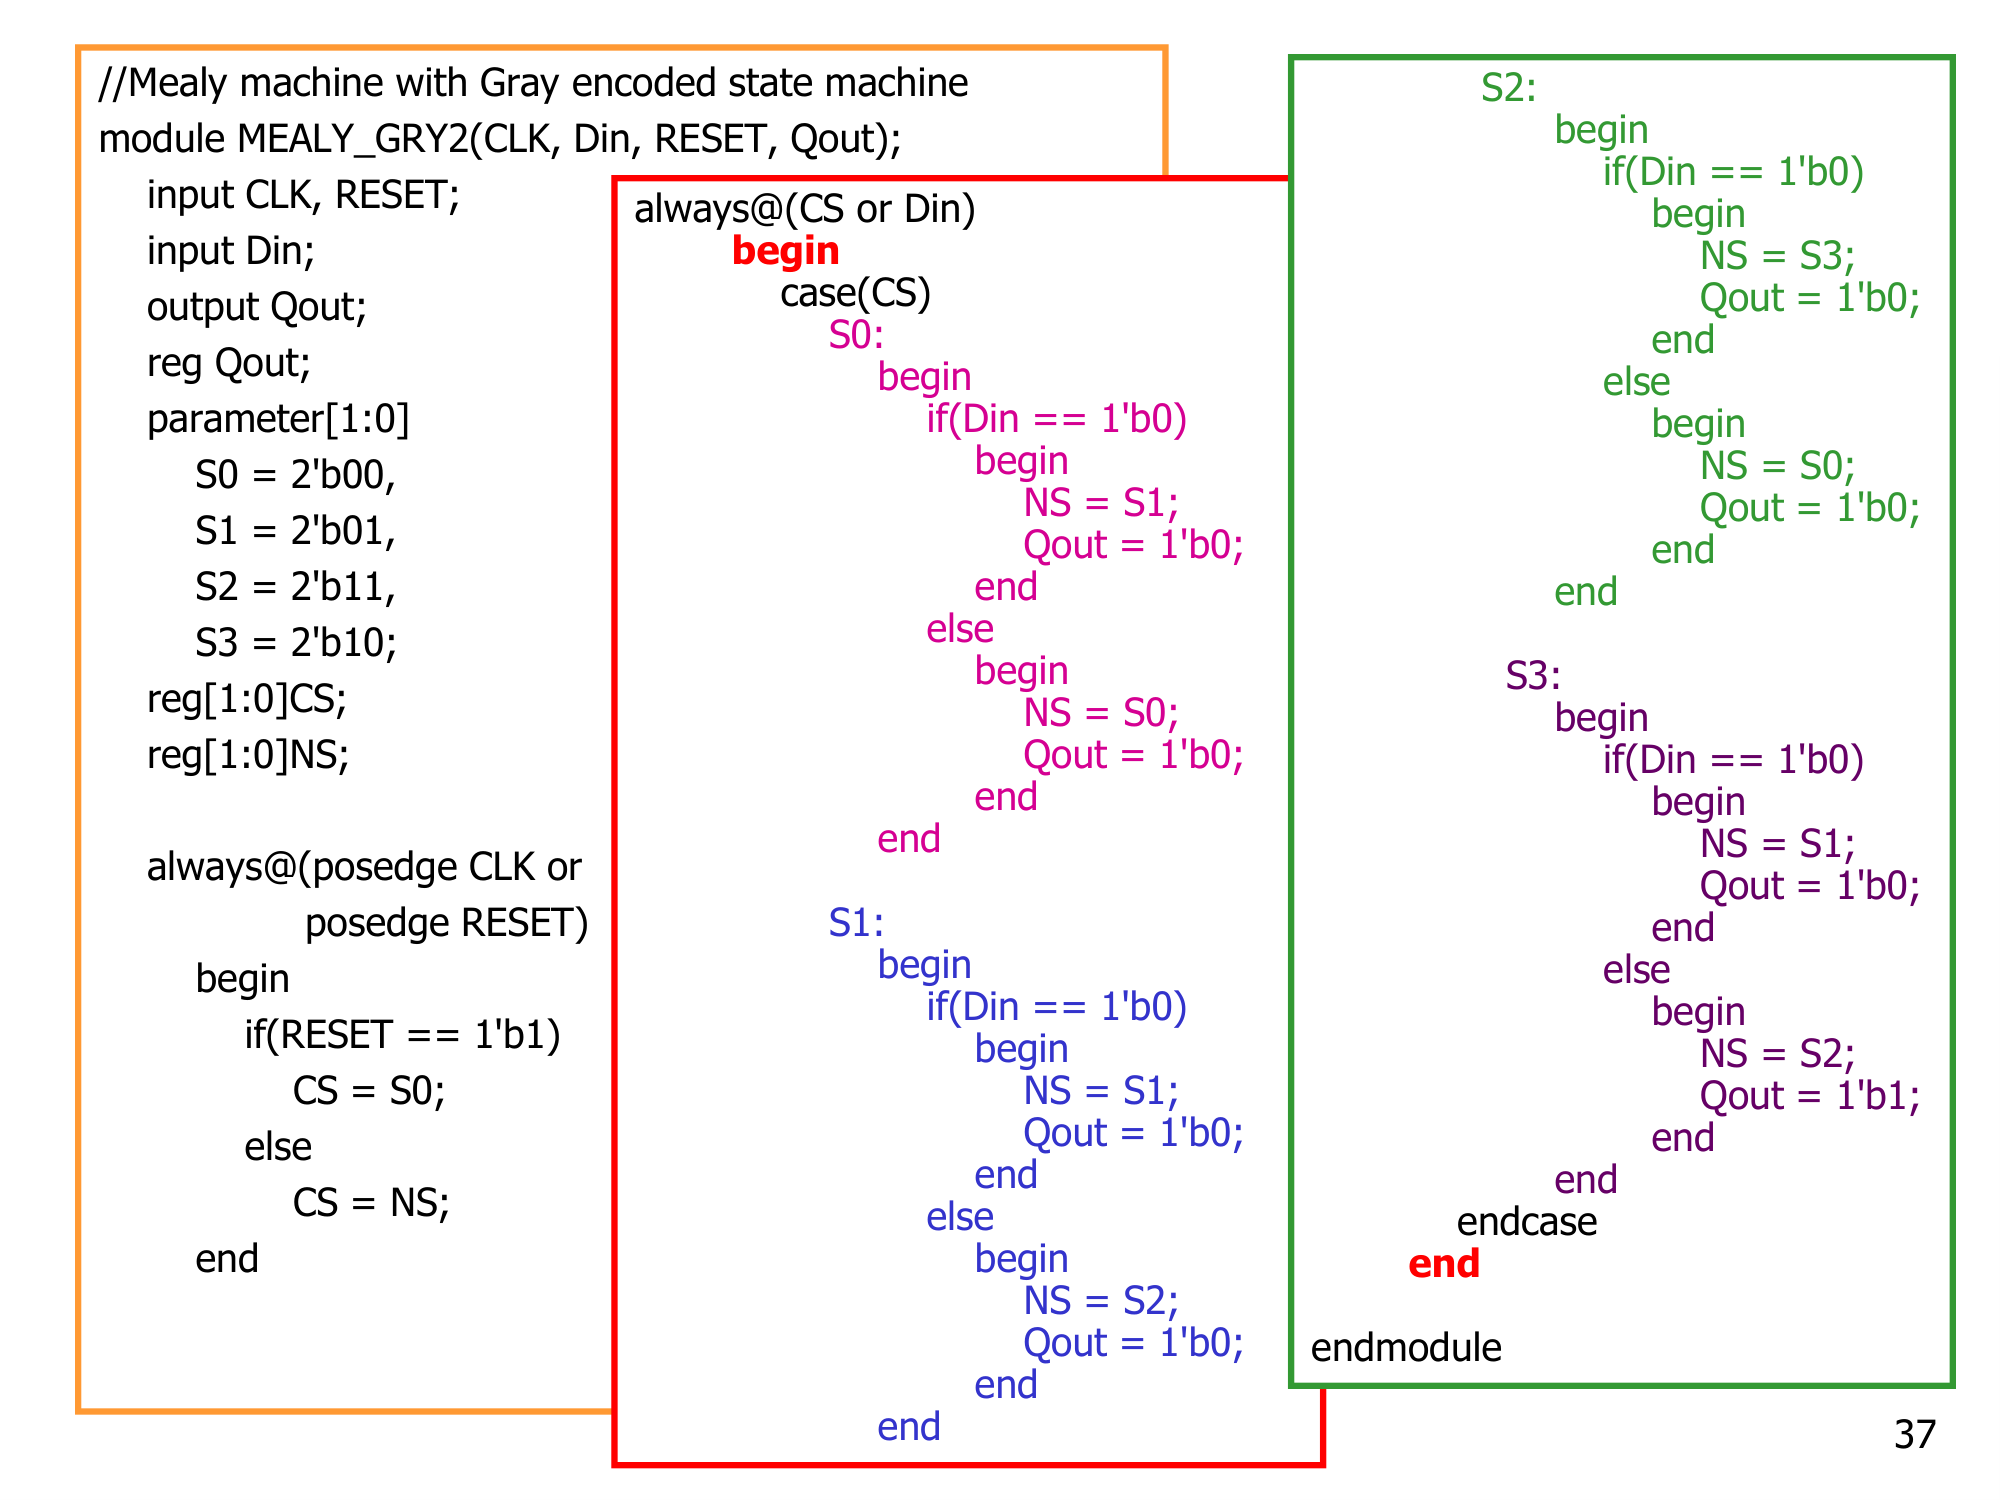 //Mealy machine with Gray encoded state machine
module MEALY_GRY2(CLK, Din, RESET, Qout);
input CLK, RESET;
input Din;
output Qout;
reg Qout;
parameter[1:0]
S0 = 2'b00,
S1 = 2'b01,
S2 = 2'b11,
S3 = 2'b10;
reg[1:0]CS;
reg[1:0]NS;
always@(posedge CLK or
posedge RESET)
begin
if(RESET == 1'b1)
CS = S0;
else
CS = NS;
end
always@(CS or Din)
begin
case(CS)
S0:
begin
if(Din == 1'b0)
begin
NS = S1;
Qout = 1'b0;
end
else
begin
NS = S0;
Qout = 1'b0;
end
end
S1:
begin
if(Din == 1'b0)
begin
NS = S1;
Qout = 1'b0;
end
else
begin
NS = S2;
Qout = 1'b0;
end
end
S2:
begin
if(Din == 1'b0)
begin
NS = S3;
Qout = 1'b0;
end
else
begin
NS = S0;
Qout = 1'b0;
end
end
S3:
begin
if(Din == 1'b0)
begin
NS = S1;
Qout = 1'b0;
end
else
begin
NS = S2;
Qout = 1'b1;
end
end
endcase
end
endmodule
37